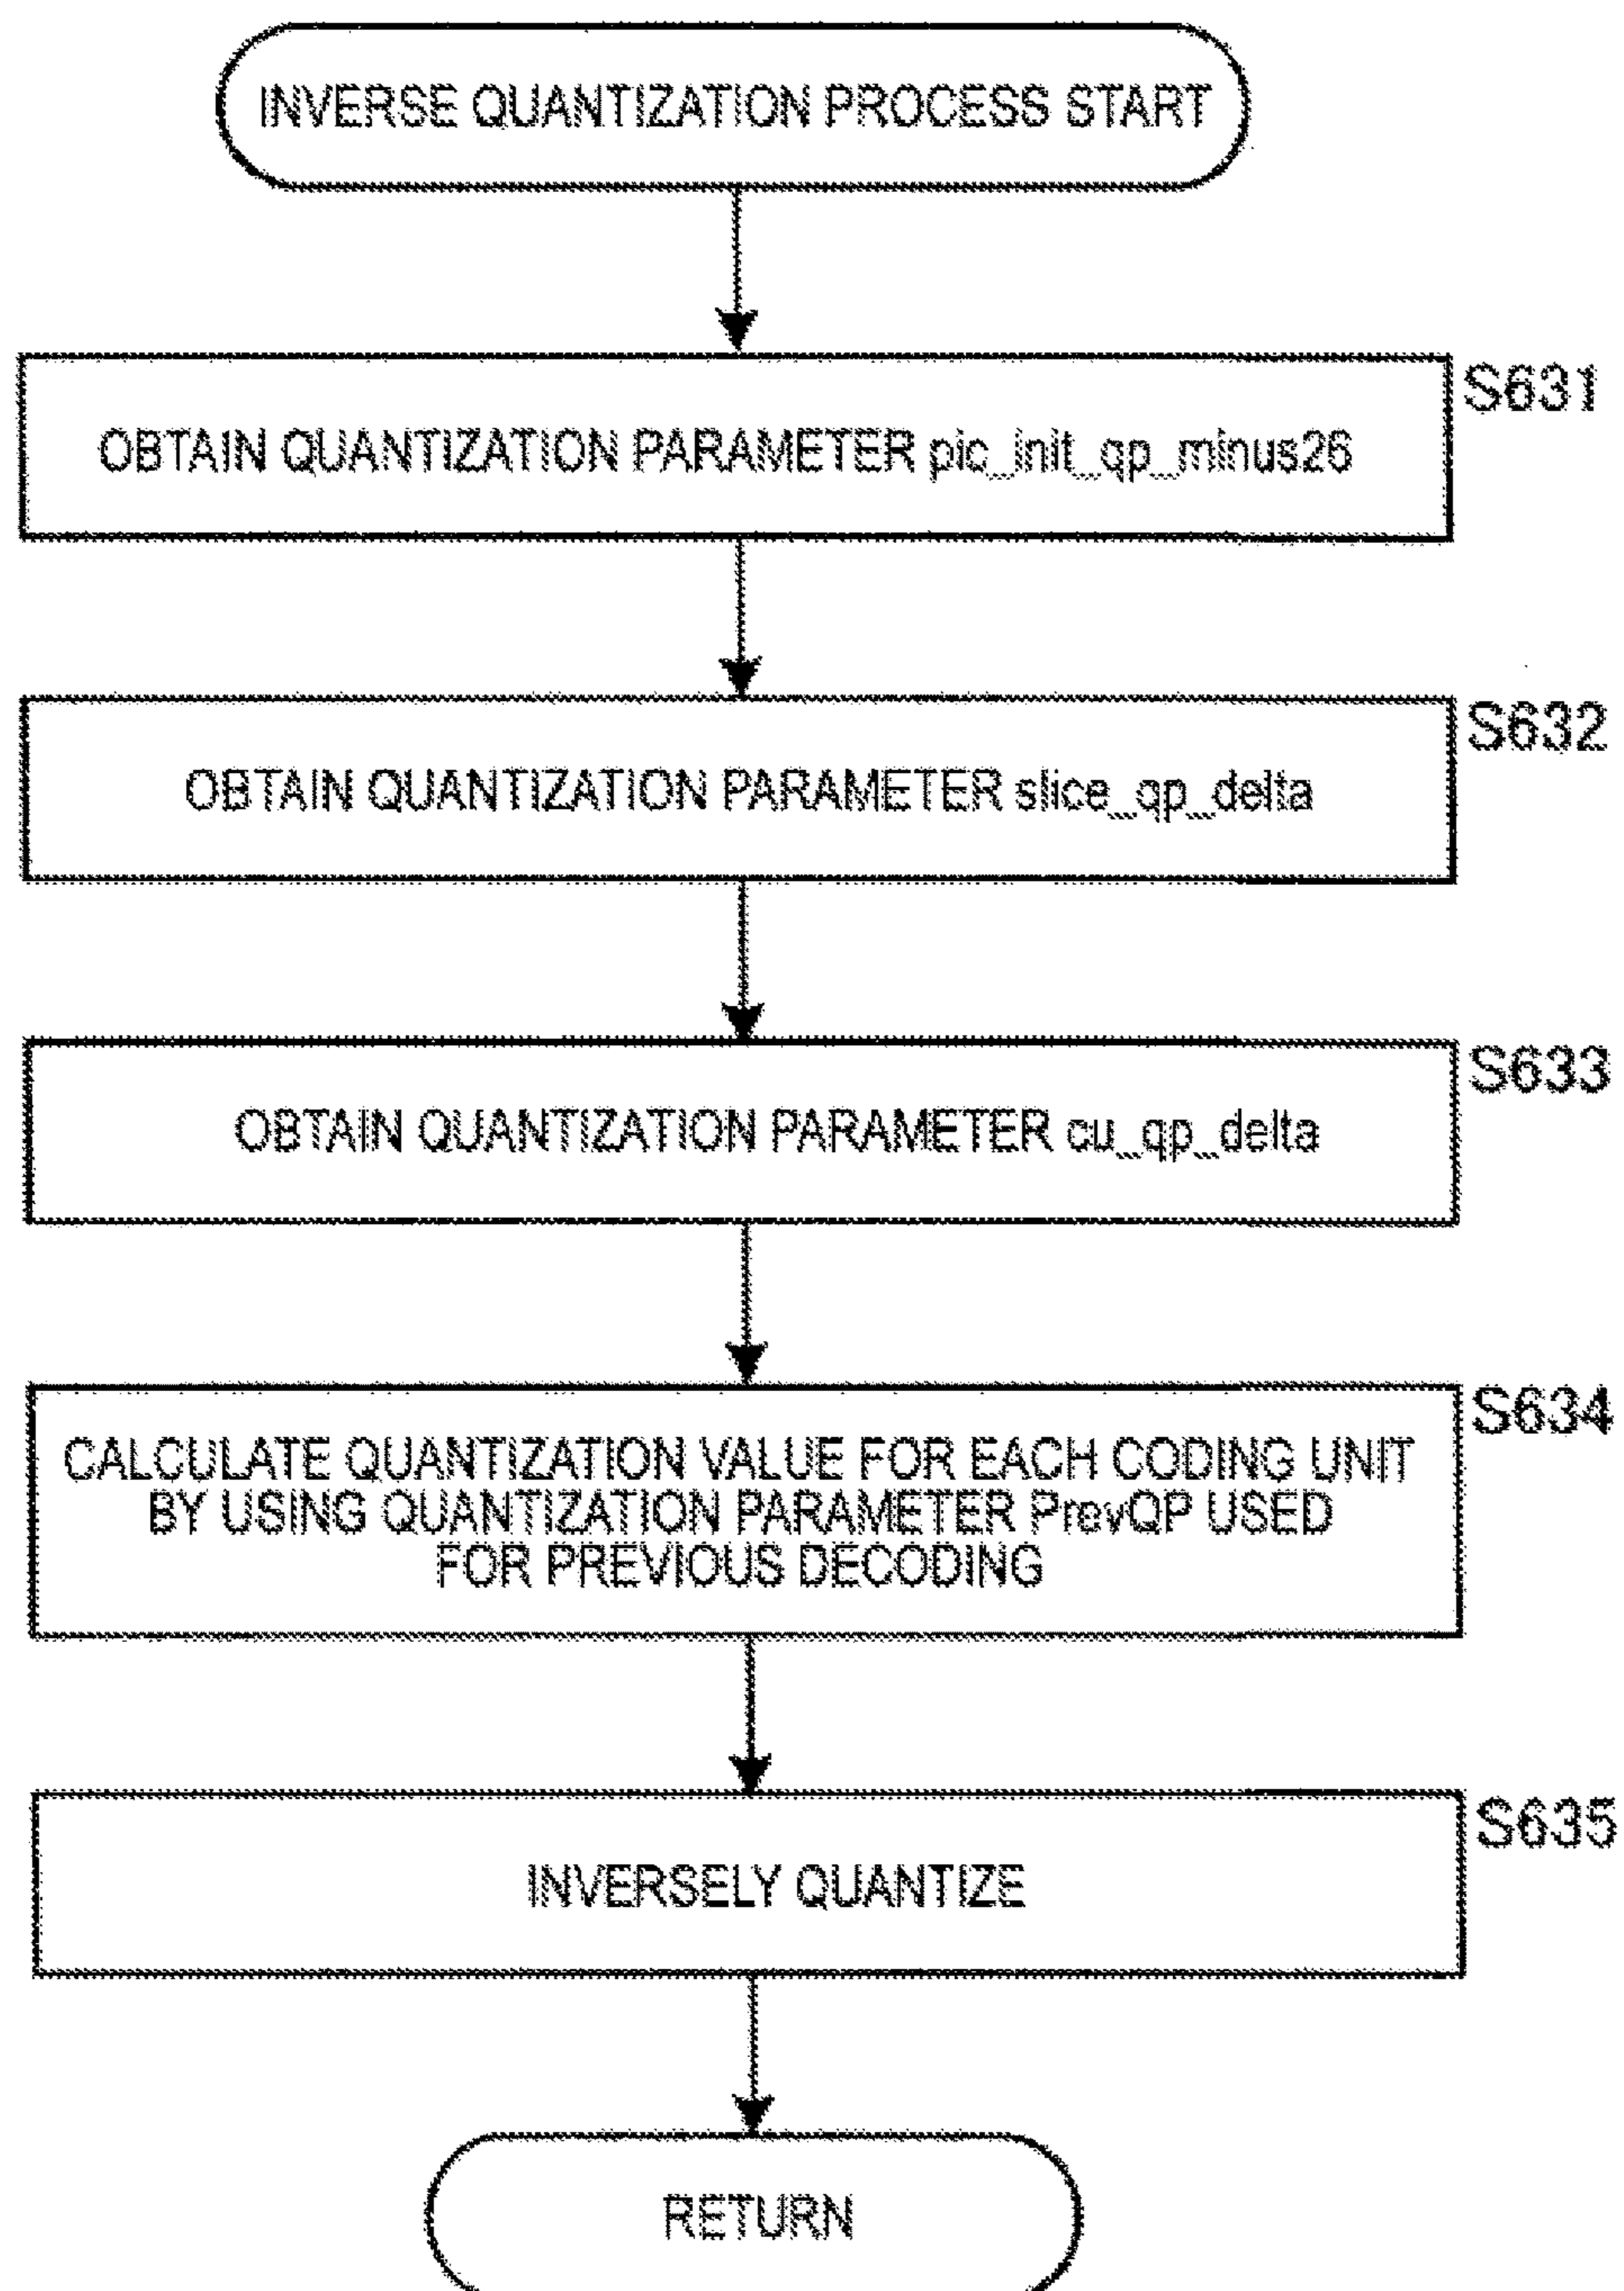 INVERSE QUANTIZATION PROCESS START
S631
OBTAIN QUANTIZATION PARAMETER pic_init_qp_minus26
S632
OBTAIN QUANTIZATION PARAMETER slice_qp_delta
S633
OBTAIN QUANTIZATION PARAMETER cu_qp_delta
S634
CALCULATE QUANTIZATION VALUE FOR EACH CODING UNIT
BY USING QUANTIZATION PARAMETER PrevQP USED
FOR PREVIOUS DECODING
S635
INVERSELY QUANTIZE
RETURN